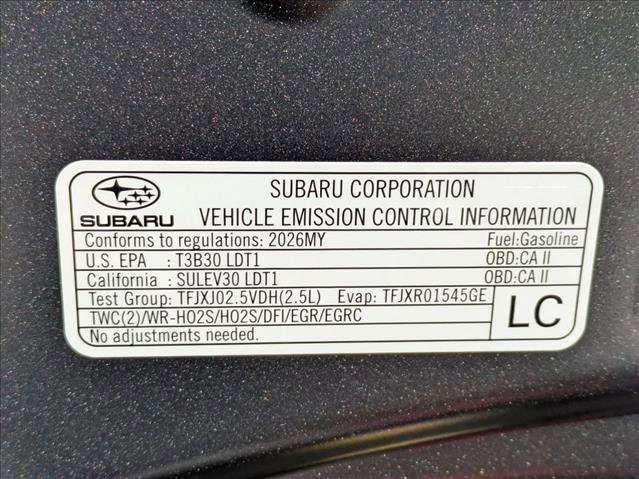 SUBARU
SUBARU CORPORATION
VEHICLE EMISSION CONTROL INFORMATION
Conforms to regulations: 2026MY Fuel:Gasoline
U.S. EPA : T3B30 LDT1 OBD:CA II
California : SULEV30 LDT1 OBD:CA II
Test Group: TFJXJ02.5VDH(2.5L) Evap: TFJXR01545GE
TWC(2)/WR-HO2S/HO2S/DFI/EGR/EGRC
No adjustments needed.
LC